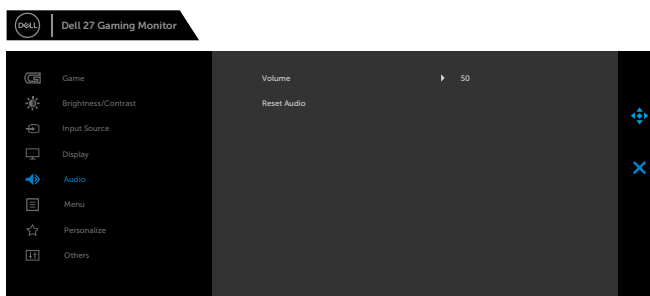 DELL
Dell 27 Gaming Monitor
Game
Volume 50
Brightness/Contrast
Reset Audio
Input Source
Display
Audio
Menu
Personalize
Others